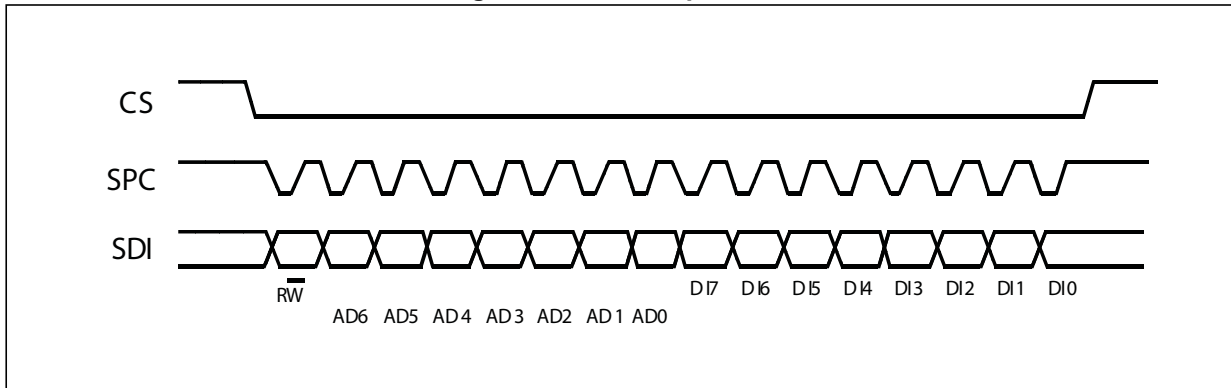 CS
SPC
SDI
RW
DI7 DI6 DI5 DI4 DI3 DI2 DI1 DI0
AD6 AD5 AD4 AD3 AD2 AD1 AD0